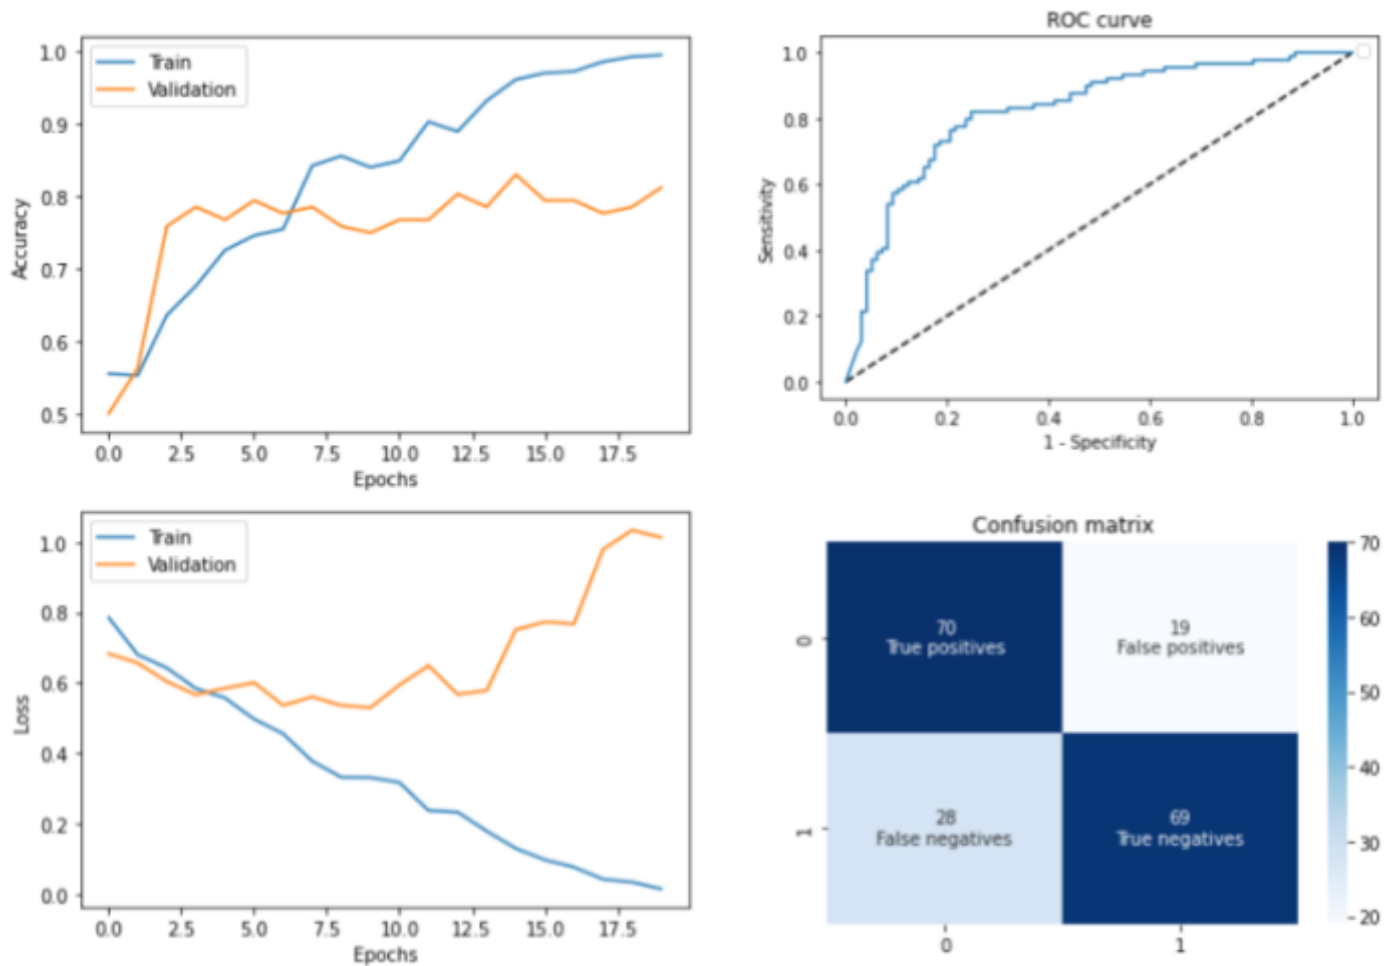 1.0
0.9
0.8
0.7
0.6
0.5
Accuracy
Train
Validation
0.0 2.5 5.0 7.5 10.0 12.5 15.0 17.5
Epochs
ROC curve
1.0
0.8
0.6
0.4
0.2
0.0
Sensitivity
0.0 0.2 0.4 0.6 0.8 1.0
1 - Specificity
1.0
0.8
0.6
0.4
0.2
0.0
Loss
Train
Validation
0.0 2.5 5.0 7.5 10.0 12.5 15.0 17.5
Epochs
Confusion matrix
0
70
True positives
19
False positives
1
28
False negatives
69
True negatives
0 1
70
60
50
40
30
20